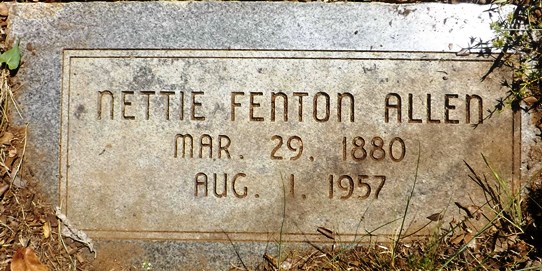 NETTIE FENTON ALLEN
MAR. 29, 1880
AUG. 1, 1957